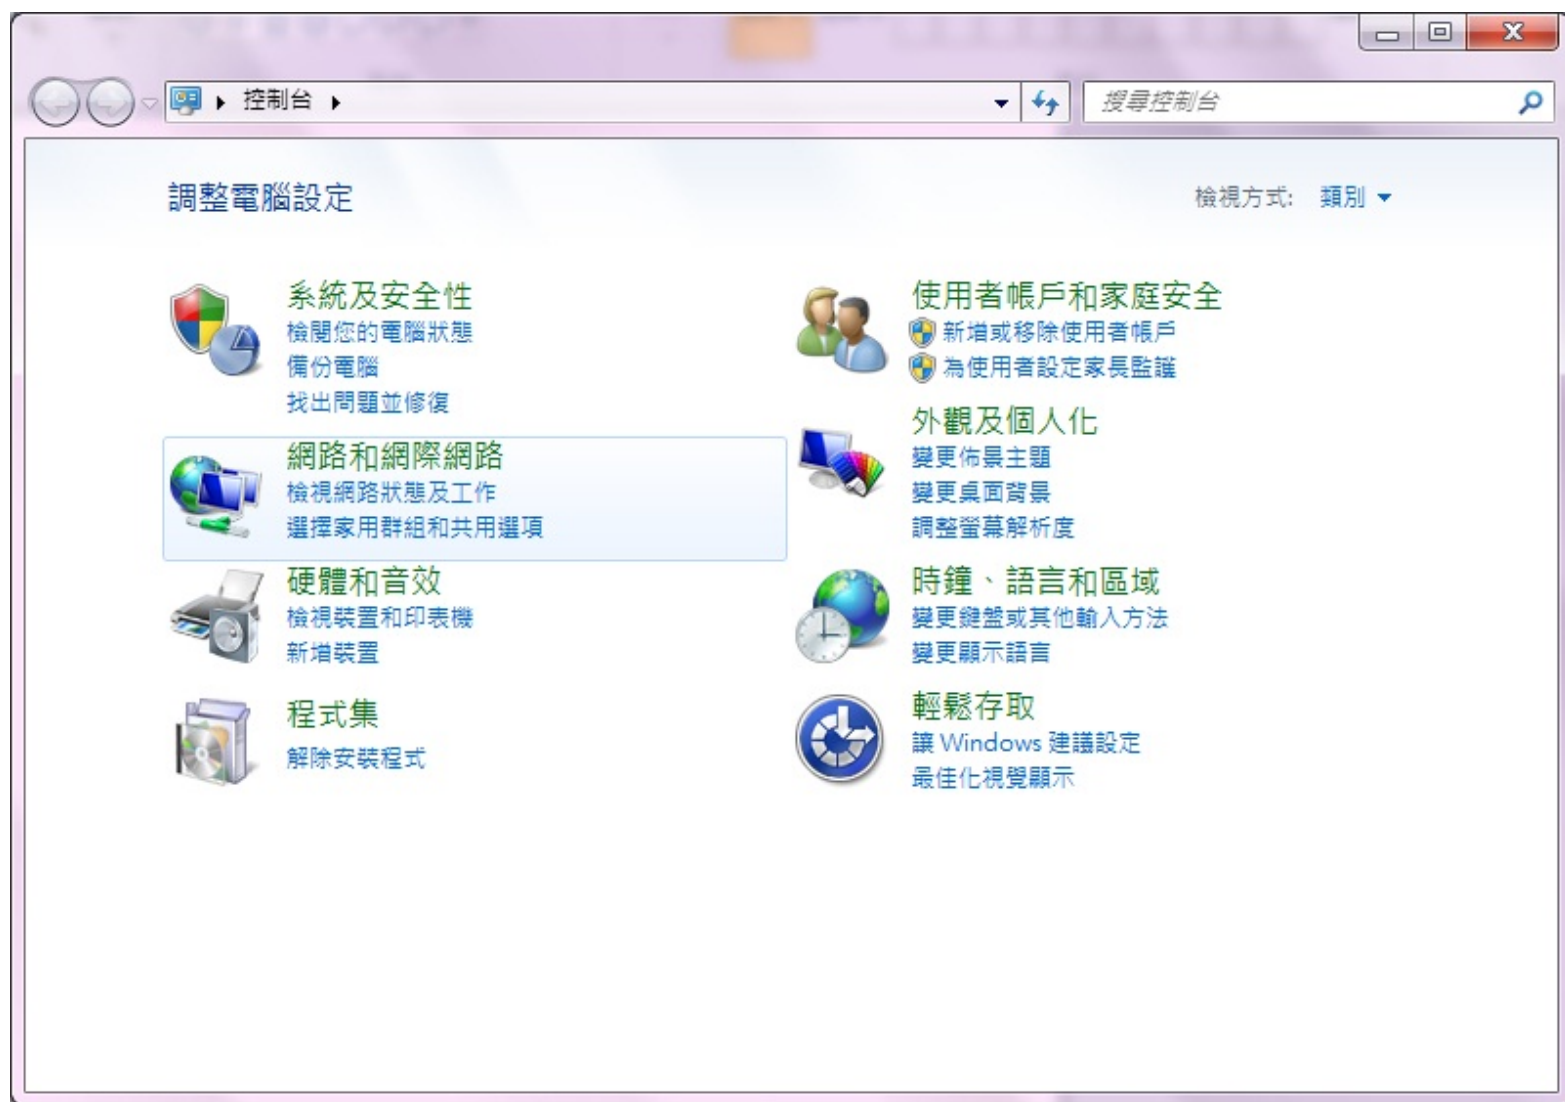 控制台
搜尋控制台
調整電腦設定
檢視方式: 類別
系統及安全性
檢閱您的電腦狀態
備份電腦
找出問題並修復
網路和網際網路
檢視網路狀態及工作
選擇家用群組和共用選項
硬體和音效
檢視裝置和印表機
新增裝置
程式集
解除安裝程式
使用者帳戶和家庭安全
新增或移除使用者帳戶
為使用者設定家長監護
外觀及個人化
變更佈景主題
變更桌面背景
調整螢幕解析度
時鐘、語言和區域
變更鍵盤或其他輸入方法
變更顯示語言
輕鬆存取
讓 Windows 建議設定
最佳化視覺顯示